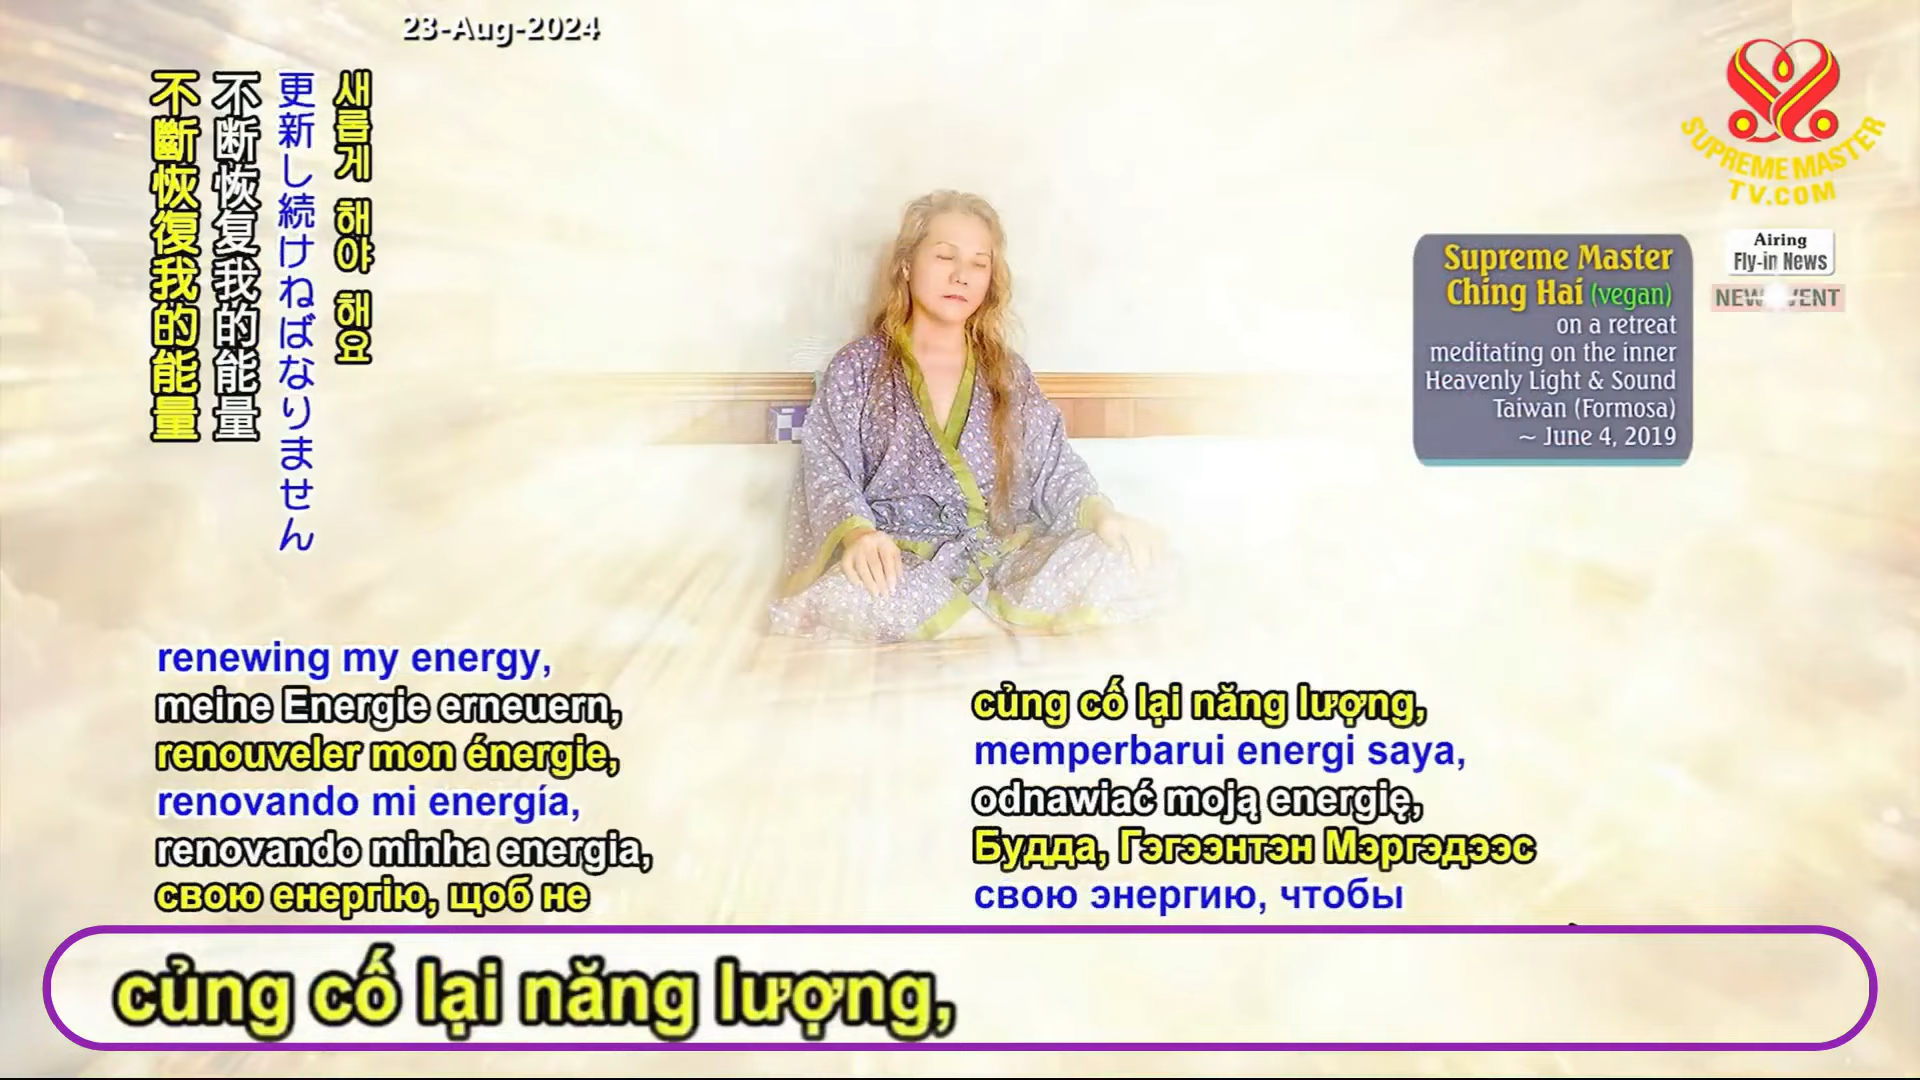 23-Aug-2024
새롭게 해야 해요
更新し続けねばなりません
不断恢复我的能量
不斷恢復我的能量
SUPREME MASTER
TV.COM
Airing
Fly-in News
Supreme Master
Ching Hai (vegan)
on a retreat
meditating on the inner
Heavenly Light & Sound
Taiwan (Formosa)
~ June 4, 2019
renewing my energy,
meine Energie erneuern,
renouveler mon énergie,
renovando mi energía,
renovando minha energia,
свою енергію, щоб не
củng cố lại năng lượng,
memperbarui energi saya,
odnawiać moją energię,
Будда, Гэгээнтэн Мэргэдээс
свою энергию, чтобы
củng cố lại năng lượng,